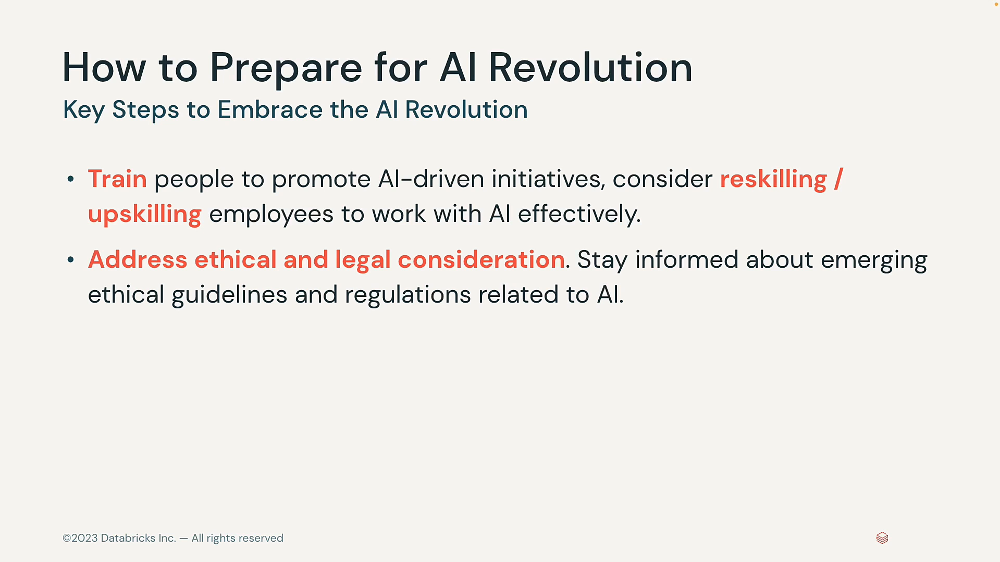 How to Prepare for AI Revolution
Key Steps to Embrace the AI Revolution
• Train people to promote AI-driven initiatives, consider reskilling /
upskilling employees to work with AI effectively.
• Address ethical and legal consideration. Stay informed about emerging
ethical guidelines and regulations related to AI.
©2023 Databricks Inc. — All rights reserved